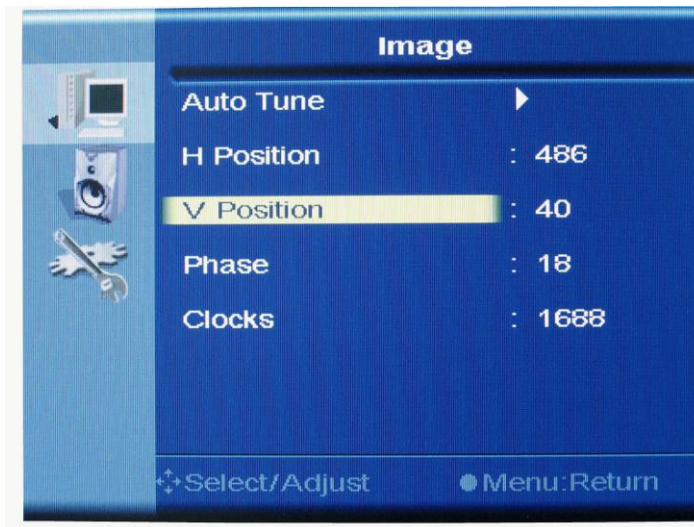 Image
Auto Tune
H Position : 486
V Position : 40
Phase : 18
Clocks : 1688
Select/Adjust Menu:Return